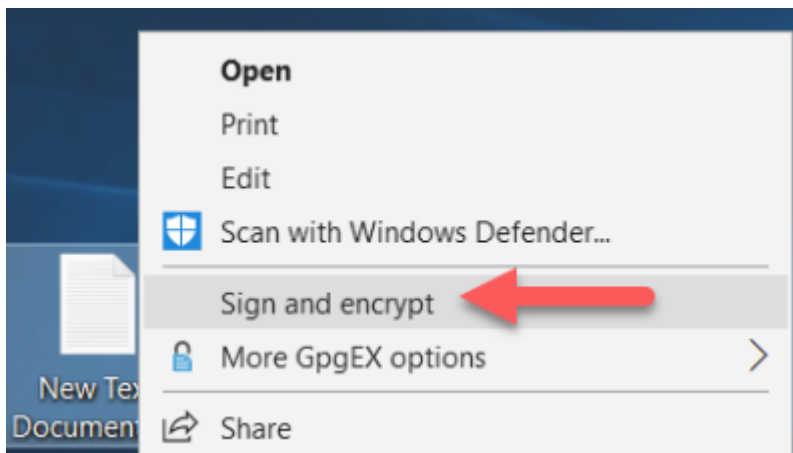 Open
Print
Edit
Scan with Windows Defender...
Sign and encrypt
More GpgEX options
New Tex
Document
Share